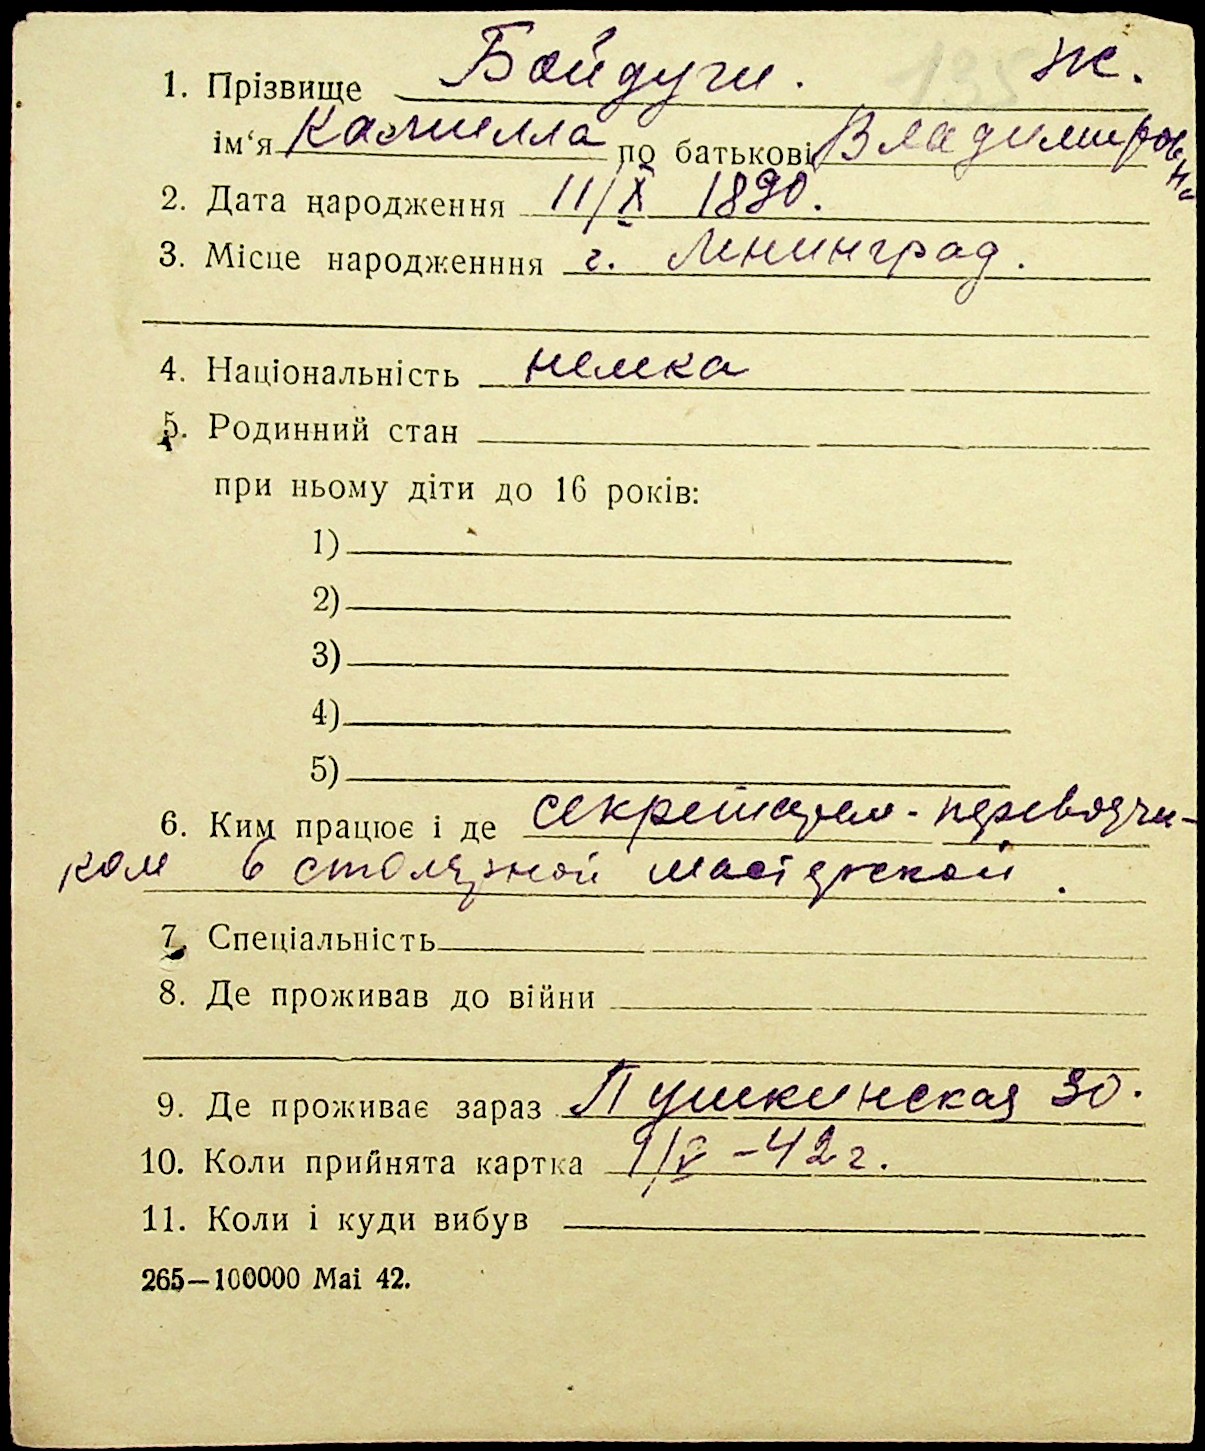 1. Прізвище Бойдучи. ж.
135
ім‘я Камилла по батькові Владимировна
2. Дата народження 11/X 1890.
3. Місце народженння г. Ленинград.
4. Національність немка
5. Родинний стан
при ньому діти до 16 років:
1)
2)
3)
4)
5)
6. Ким працює і де секретарем-переводчи-
ком в столярной мастерской.
7. Спеціальність
8. Де проживав до війни
9. Де проживає зараз Пушкинская 30.
10. Коли прийнята картка 9/V-42 г.
11. Коли і куди вибув
265—100000 Mai 42.